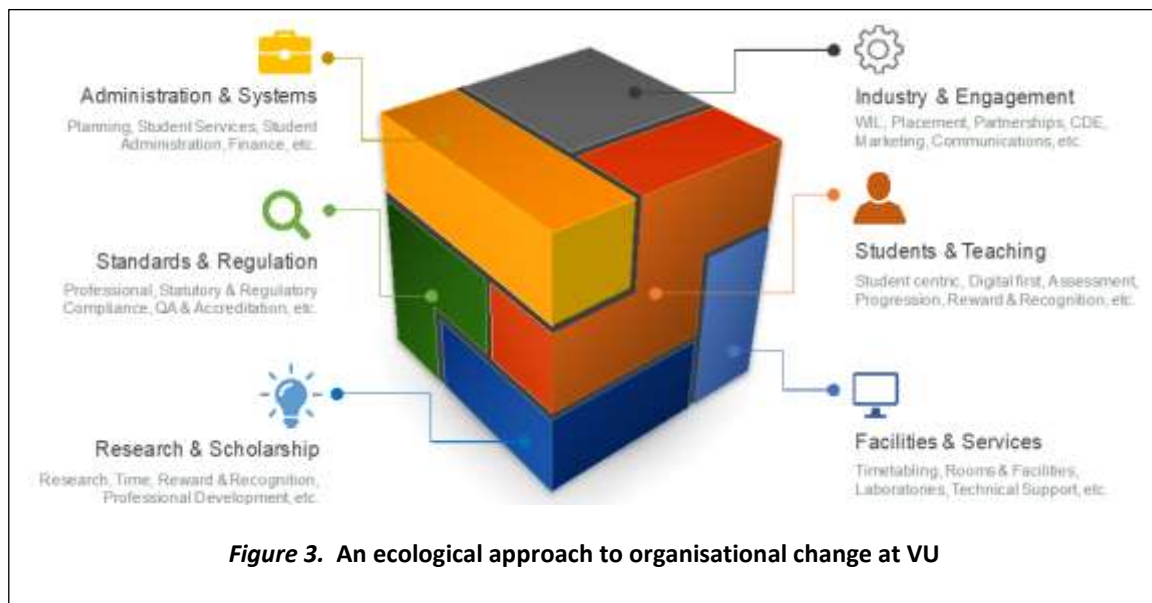 Administration & Systems
Planning, Student Services, Student
Administration, Finance, etc.
Standards & Regulation
Professional, Statutory & Regulatory
Compliance, QA & Accreditation, etc.
Research & Scholarship
Research, Time, Reward & Recognition,
Professional Development, etc.
Industry & Engagement
WIL, Placement, Partnerships, CDE,
Marketing, Communications, etc.
Students & Teaching
Student centric, Digital first, Assessment,
Progression, Reward & Recognition, etc.
Facilities & Services
Timetabling, Rooms & Facilities,
Laboratories, Technical Support, etc.
Figure 3. An ecological approach to organisational change at VU